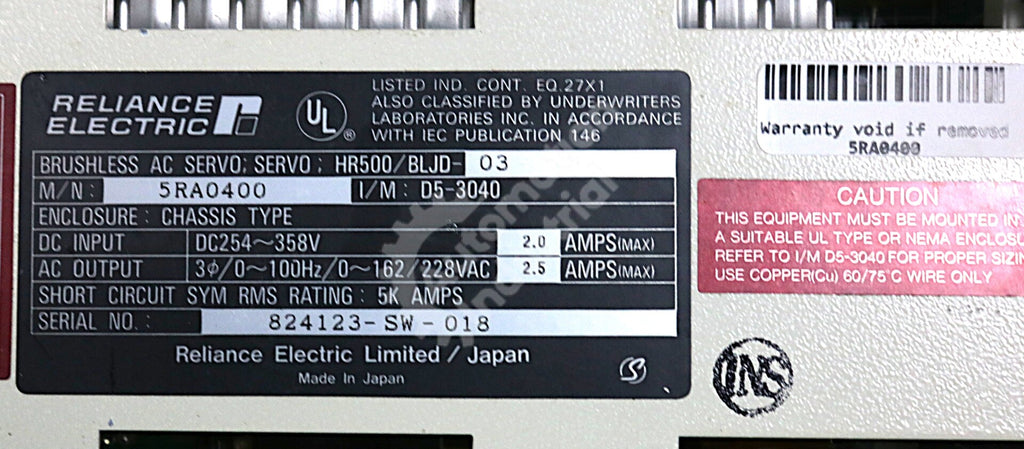 RELIANCE
ELECTRIC
UL
®
LISTED IND. CONT. EQ.27X1
ALSO CLASSIFIED BY UNDERWRITERS
LABORATORIES INC. IN ACCORDANCE
WITH IEC PUBLICATION 146
BRUSHLESS AC SERVO; SERVO; HR500/BLJD- 03
M/N: 5RA0400 I/M: D5-3040
ENCLOSURE: CHASSIS TYPE
DC INPUT DC254~358V 2.0 AMPS(MAX)
AC OUTPUT 3φ/0~100Hz/0~162/228VAC 2.5 AMPS(MAX)
SHORT CIRCUIT SYM RMS RATING: 5K AMPS
SERIAL NO.: 824123-SW-018
Reliance Electric Limited/Japan
Made In Japan
Automation
Industrial
Warranty void if removed
5RA0400
CAUTION
THIS EQUIPMENT MUST BE MOUNTED IN
A SUITABLE UL TYPE OR NEMA ENCLOSU
REFER TO I/M D5-3040 FOR PROPER SIZIN
USE COPPER(Cu) 60/75°C WIRE ONLY
INS